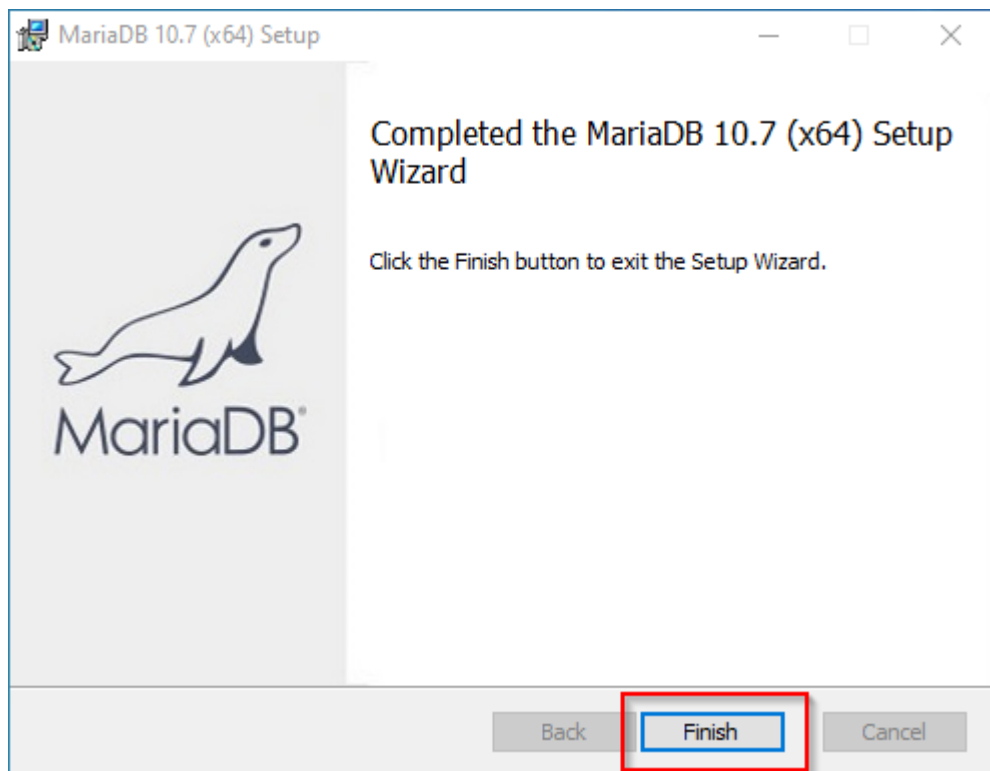 MariaDB 10.7 (x64) Setup
Completed the MariaDB 10.7 (x64) Setup
Wizard
Click the Finish button to exit the Setup Wizard.
MariaDB®
Back
Finish
Cancel